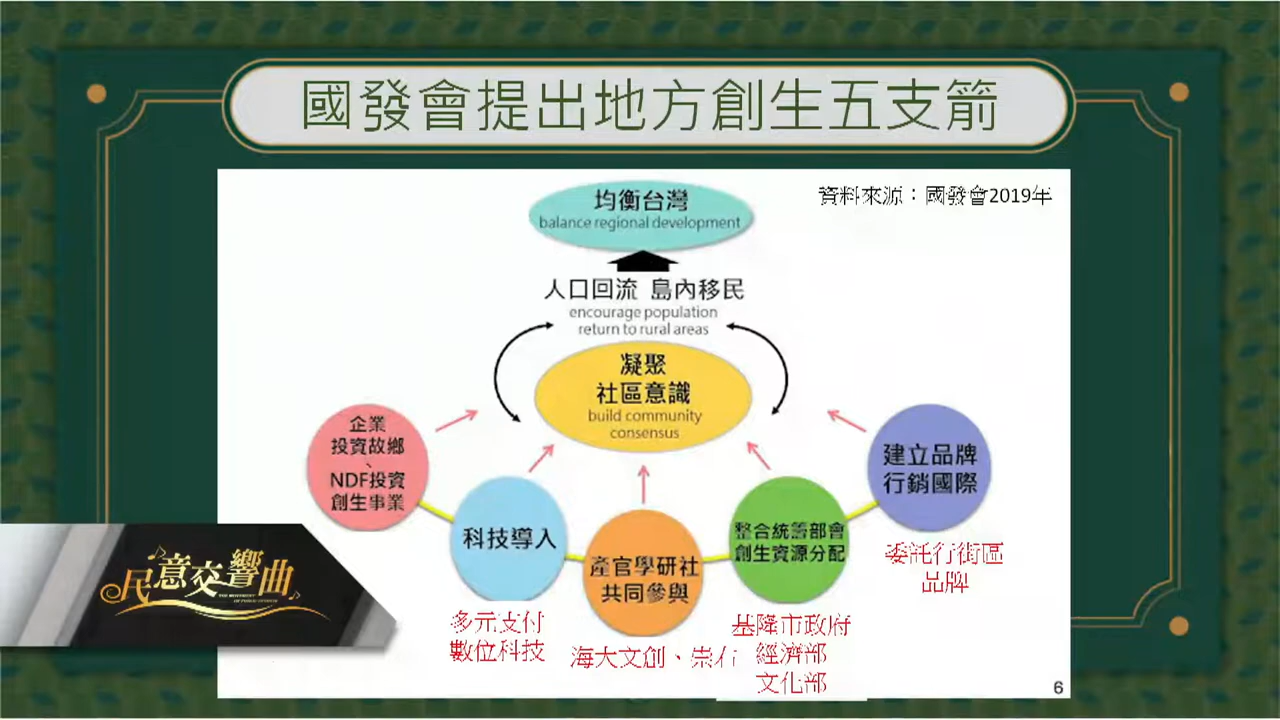 國發會提出地方創生五支箭
資料來源：國發會2019年
均衡台灣
balance regional development
人口回流 島內移民
encourage population
return to rural areas
凝聚
社區意識
build community
consensus
企業
投資故鄉
、
NDF投資
創生事業
科技導入
產官學研社
共同參與
整合統籌部會
創生資源分配
建立品牌
行銷國際
多元支付
數位科技
海大文創、崇右
基隆市政府
經濟部
文化部
委託行街區
品牌
民意交響曲
6